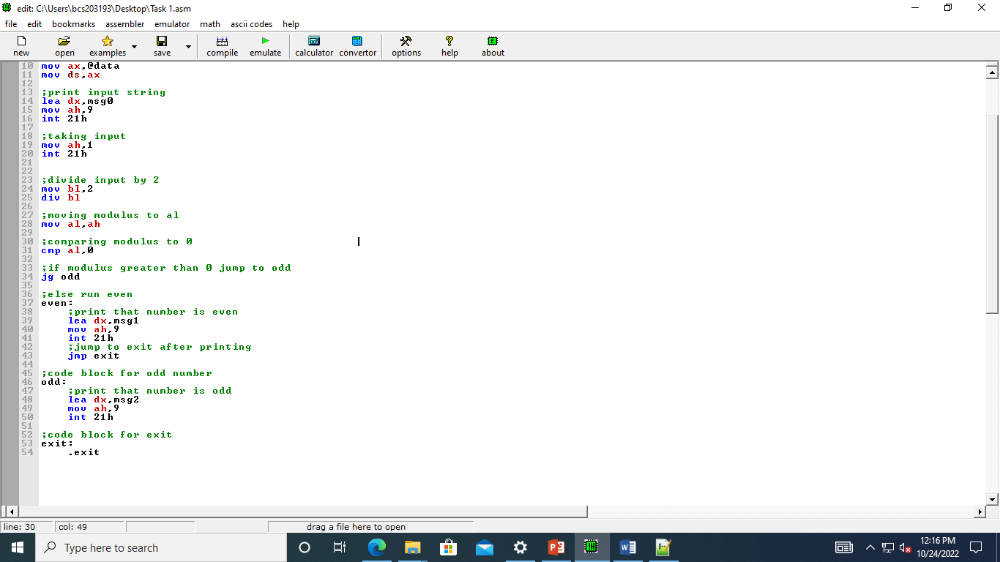 edit: C:\Users\bcs203193\Desktop\Task 1.asm
file edit bookmarks assembler emulator math ascii codes help
new open examples save compile emulate calculator convertor options help about
10 mov ax,@data
11 mov ds,ax
12
13 ;print input string
14 lea dx,msg0
15 mov ah,9
16 int 21h
17
18 ;taking input
19 mov ah,1
20 int 21h
21
22
23 ;divide input by 2
24 mov bl,2
25 div bl
26
27 ;moving modulus to al
28 mov al,ah
29
30 ;comparing modulus to 0
31 cmp al,0
32
33 ;if modulus greater than 0 jump to odd
34 jg odd
35
36 ;else run even
37 even:
38 ;print that number is even
39 lea dx,msg1
40 mov ah,9
41 int 21h
42 ;jump to exit after printing
43 jmp exit
44
45 ;code block for odd number
46 odd:
47 ;print that number is odd
48 lea dx,msg2
49 mov ah,9
50 int 21h
51
52 ;code block for exit
53 exit:
54 .exit
line: 30 col: 49 drag a file here to open
Type here to search
12:16 PM
10/24/2022